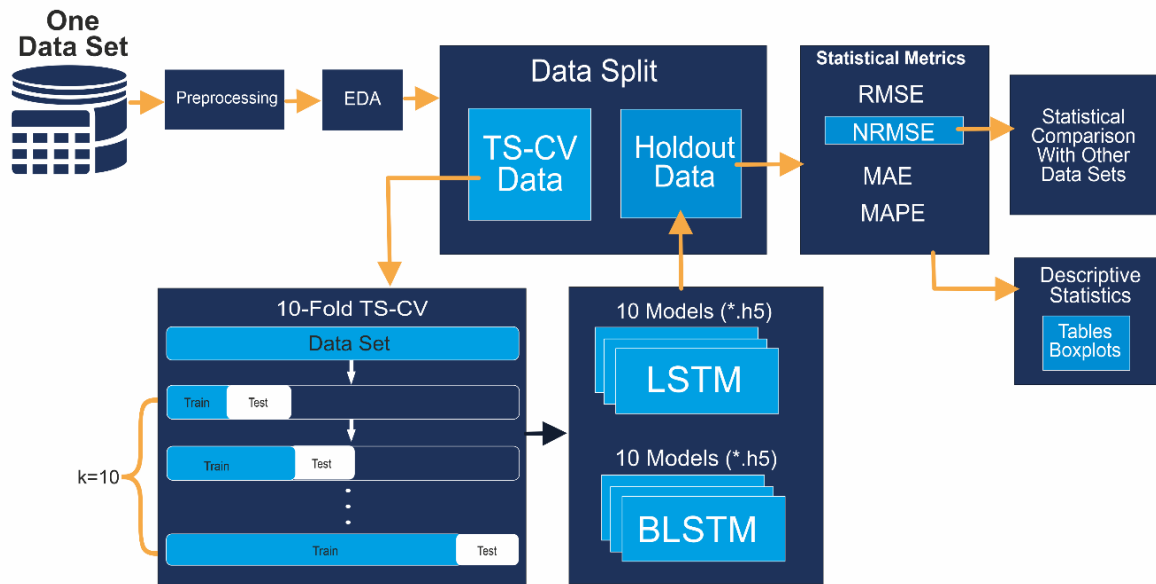 One
Data Set
Preprocessing
EDA
Data Split
TS-CV
Data
Holdout
Data
Statistical Metrics
RMSE
NRMSE
MAE
MAPE
Statistical
Comparison
With Other
Data Sets
Descriptive
Statistics
Tables
Boxplots
10-Fold TS-CV
Data Set
Train
Test
Train
Test
k=10
Train
Test
10 Models (*.h5)
LSTM
10 Models (*.h5)
BLSTM